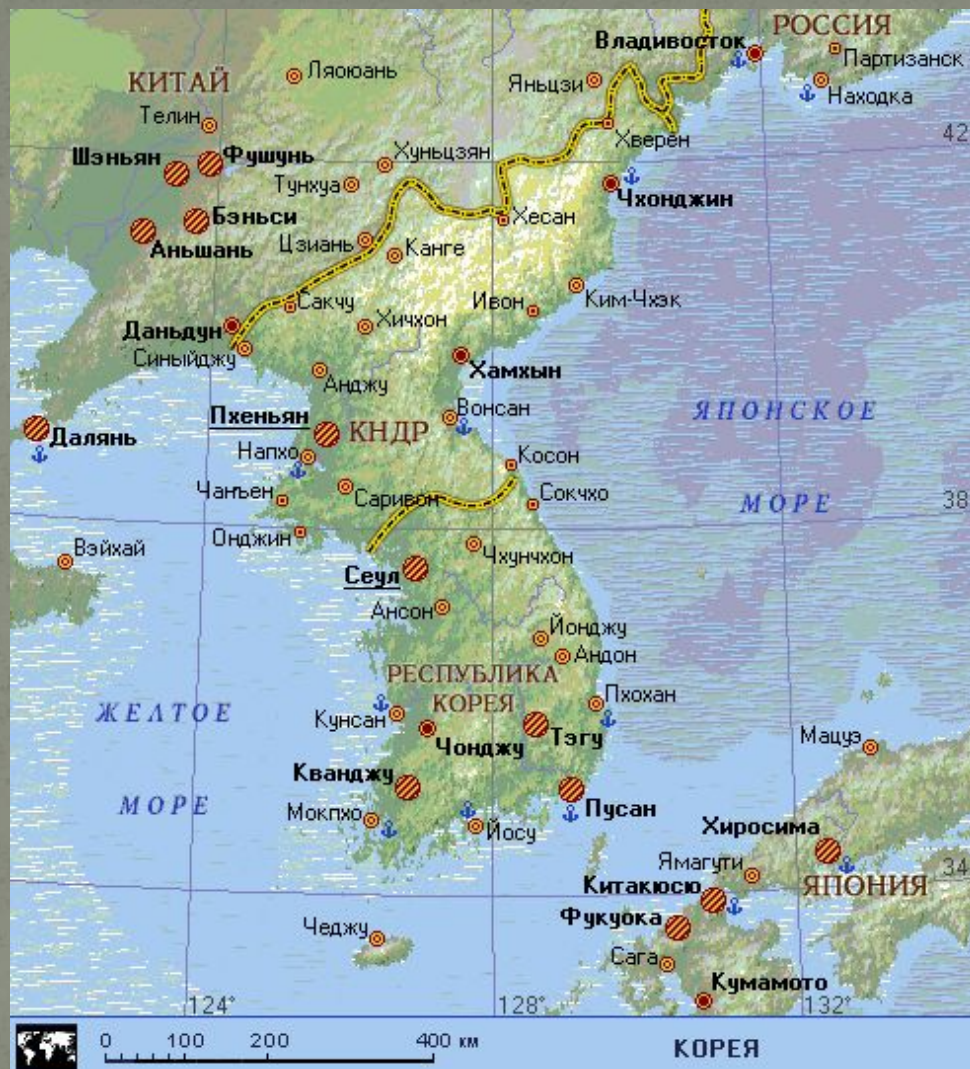 РОССИЯ
Владивосток
Партизанск
Находка
КИТАЙ
Ляоюань
Яньцзи
Телин
Хверён
42
Шэньян
Фушунь
Хуньцзян
Тунхуа
Чхонджин
Бэньси
Хесан
Аньшань
Цзиань
Канге
Сакчу
Ивон
Ким-Чхэк
Даньдун
Хичхон
Синыйджу
Анджу
Хамхын
Пхеньян
Вонсан
ЯПОНСКОЕ
КНДР
Далянь
Напхо
Косон
Чанъен
Саривон
Сокчхо
МОРЕ
38
Онджин
Вэйхай
Чхунчхон
Сеул
Ансон
Йонджу
Андон
РЕСПУБЛИКА
КОРЕЯ
Пхохан
ЖЕЛТОЕ
Кунсан
Чонджу
Тэгу
Мацуэ
Кванджу
МОРЕ
Мокпхо
Йосу
Пусан
Хиросима
Ямагути
34
Китакюсю
ЯПОНИЯ
Фукуока
Чеджу
Сага
Кумамото
124°
128°
132°
0 100 200 400 км
КОРЕЯ